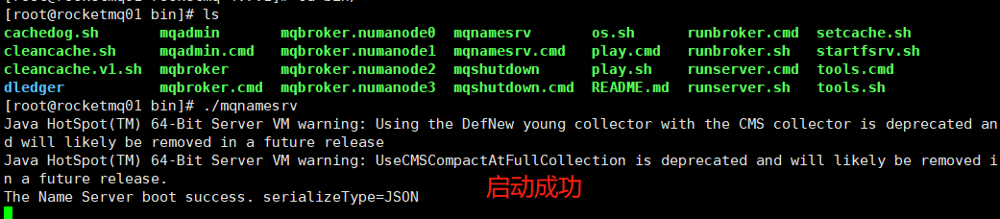 [root@rocketmq01 bin]# ls
cachedog.sh mqadmin mqbroker.numanode0 mqnamesrv os.sh runbroker.cmd setcache.sh
cleancache.sh mqadmin.cmd mqbroker.numanode1 mqnamesrv.cmd play.cmd runbroker.sh startfsrv.sh
cleancache.v1.sh mqbroker mqbroker.numanode2 mqshutdown play.sh runserver.cmd tools.cmd
dledger mqbroker.cmd mqbroker.numanode3 mqshutdown.cmd README.md runserver.sh tools.sh
[root@rocketmq01 bin]# ./mqnamesrv
Java HotSpot(TM) 64-Bit Server VM warning: Using the DefNew young collector with the CMS collector is deprecated an
d will likely be removed in a future release
Java HotSpot(TM) 64-Bit Server VM warning: UseCMSCompactAtFullCollection is deprecated and will likely be removed i
n a future release.
The Name Server boot success. serializeType=JSON
启动成功